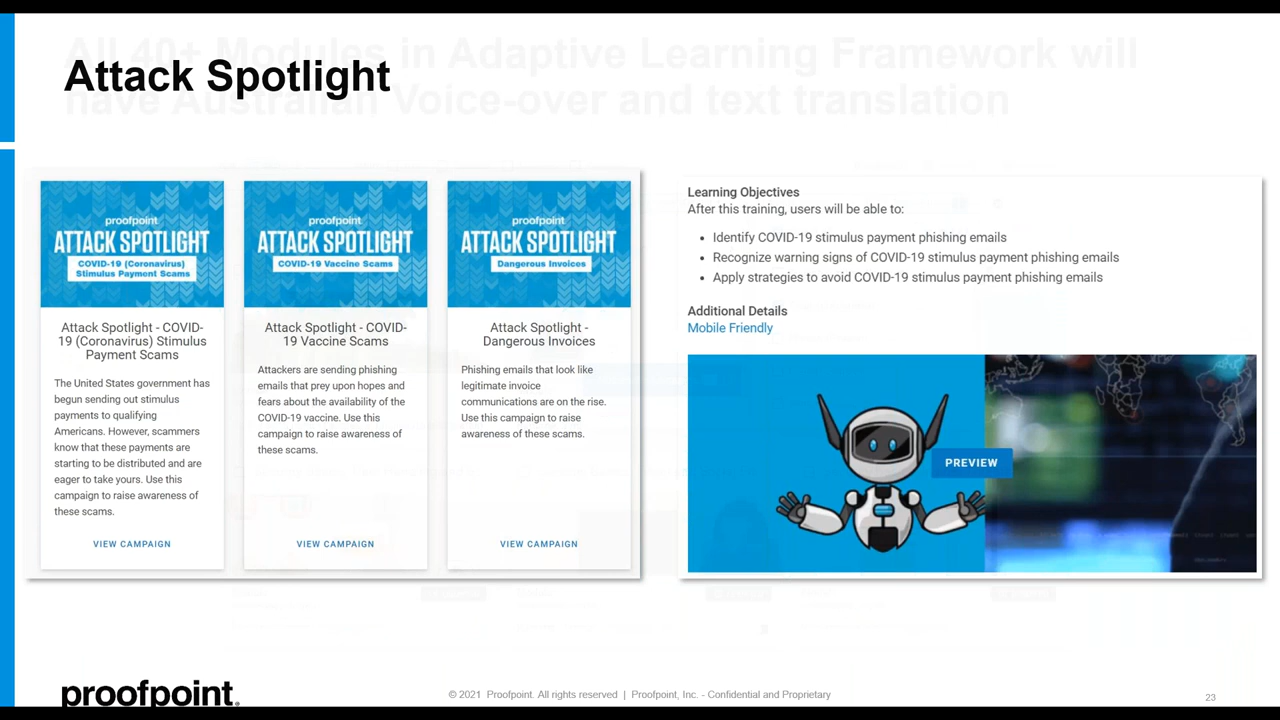 All 40+ Modules in Adaptive Learning Framework will
have Australian Voice-over and text translation
Attack Spotlight
proofpoint
ATTACK SPOTLIGHT
COVID-19 (Coronavirus)
Stimulus Payment Scams
Attack Spotlight - COVID-
19 (Coronavirus) Stimulus
Payment Scams
The United States government has
begun sending out stimulus
payments to qualifying
Americans. However, scammers
know that these payments are
starting to be distributed and are
eager to take yours. Use this
campaign to raise awareness of
these scams.
VIEW CAMPAIGN
proofpoint
ATTACK SPOTLIGHT
COVID-19 Vaccine Scams
Attack Spotlight - COVID-
19 Vaccine Scams
Attackers are sending phishing
emails that prey upon hopes and
fears about the availability of the
COVID-19 vaccine. Use this
campaign to raise awareness of
these scams.
VIEW CAMPAIGN
proofpoint
ATTACK SPOTLIGHT
Dangerous Invoices
Attack Spotlight -
Dangerous Invoices
Phishing emails that look like
legitimate invoice
communications are on the rise.
Use this campaign to raise
awareness of these scams.
VIEW CAMPAIGN
Learning Objectives
After this training, users will be able to:
• Identify COVID-19 stimulus payment phishing emails
• Recognize warning signs of COVID-19 stimulus payment phishing emails
• Apply strategies to avoid COVID-19 stimulus payment phishing emails
Additional Details
Mobile Friendly
PREVIEW
proofpoint.
© 2021 Proofpoint. All rights reserved | Proofpoint, Inc. - Confidential and Proprietary
23